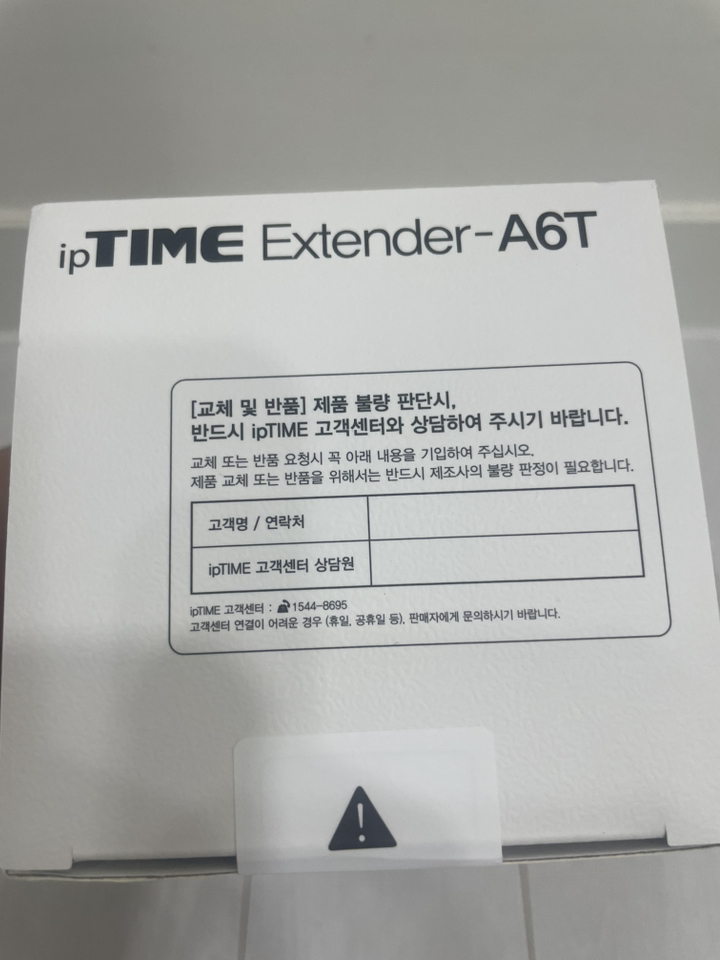 ipTIME Extender-A6T
[교체 및 반품] 제품 불량 판단시,
반드시 ipTIME 고객센터와 상담하여 주시기 바랍니다.
교체 또는 반품 요청시 꼭 아래 내용을 기입하여 주십시오.
제품 교체 또는 반품을 위해서는 반드시 제조사의 불량 판정이 필요합니다.
고객명 / 연락처
ipTIME 고객센터 상담원
ipTIME 고객센터 : ☎1544-8695
고객센터 연결이 어려운 경우 (휴일, 공휴일 등), 판매자에게 문의하시기 바랍니다.